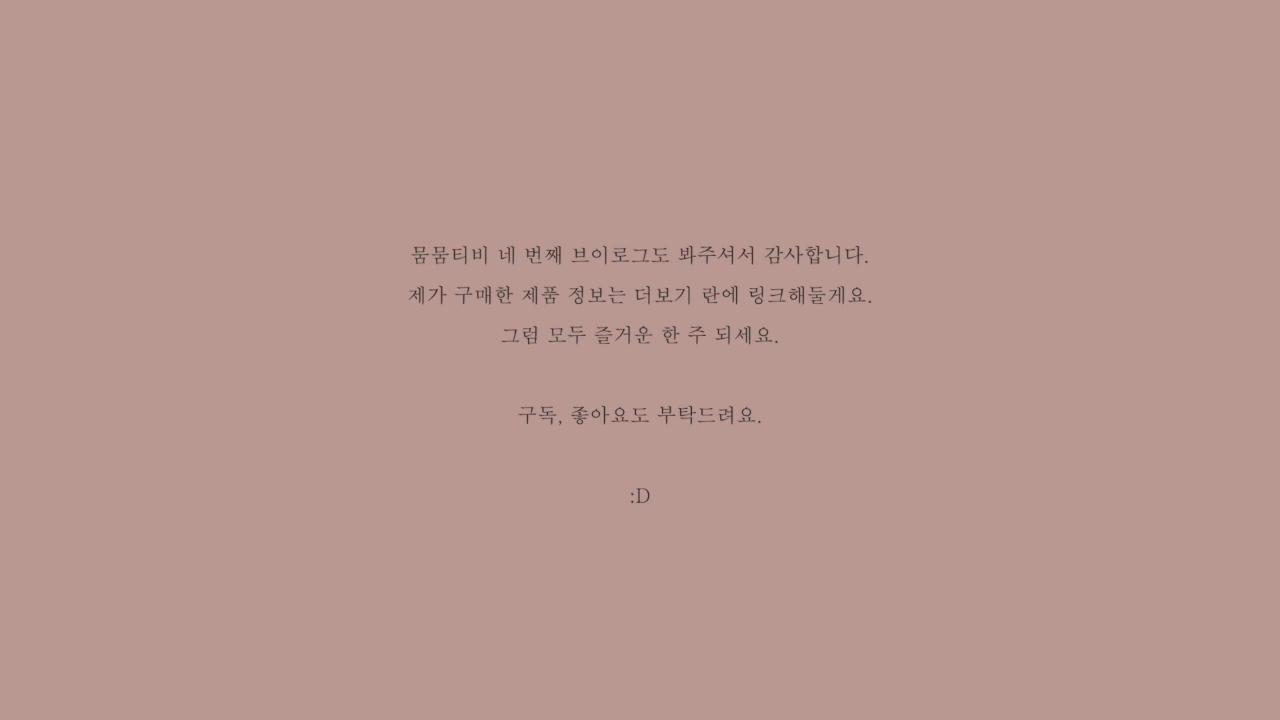 뭄뭄티비 네 번째 브이로그도 봐주셔서 감사합니다.
제가 구매한 제품 정보는 더보기 란에 링크해둘게요.
그럼 모두 즐거운 한 주 되세요.
구독, 좋아요도 부탁드려요.
:D